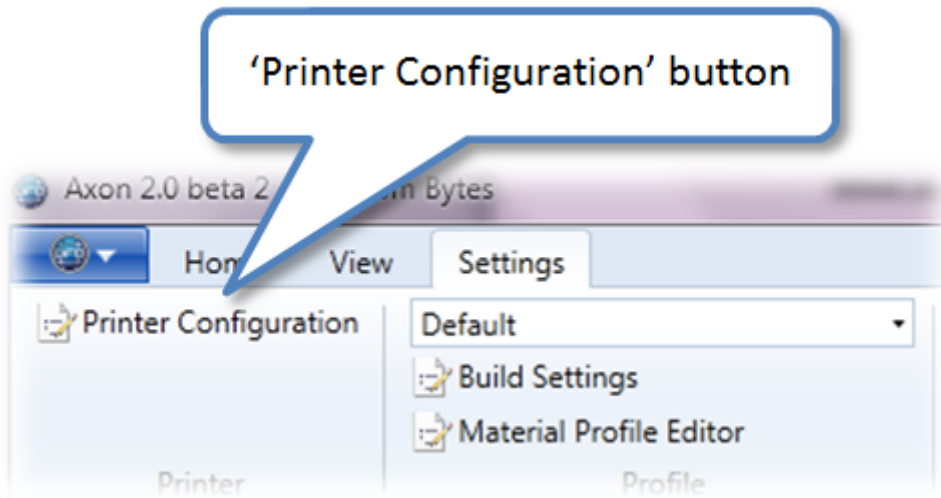 ‘Printer Configuration’ button
Axon 2.0 beta 2 Bytes
Home View Settings
Printer Configuration
Default
Build Settings
Material Profile Editor
Printer Profile